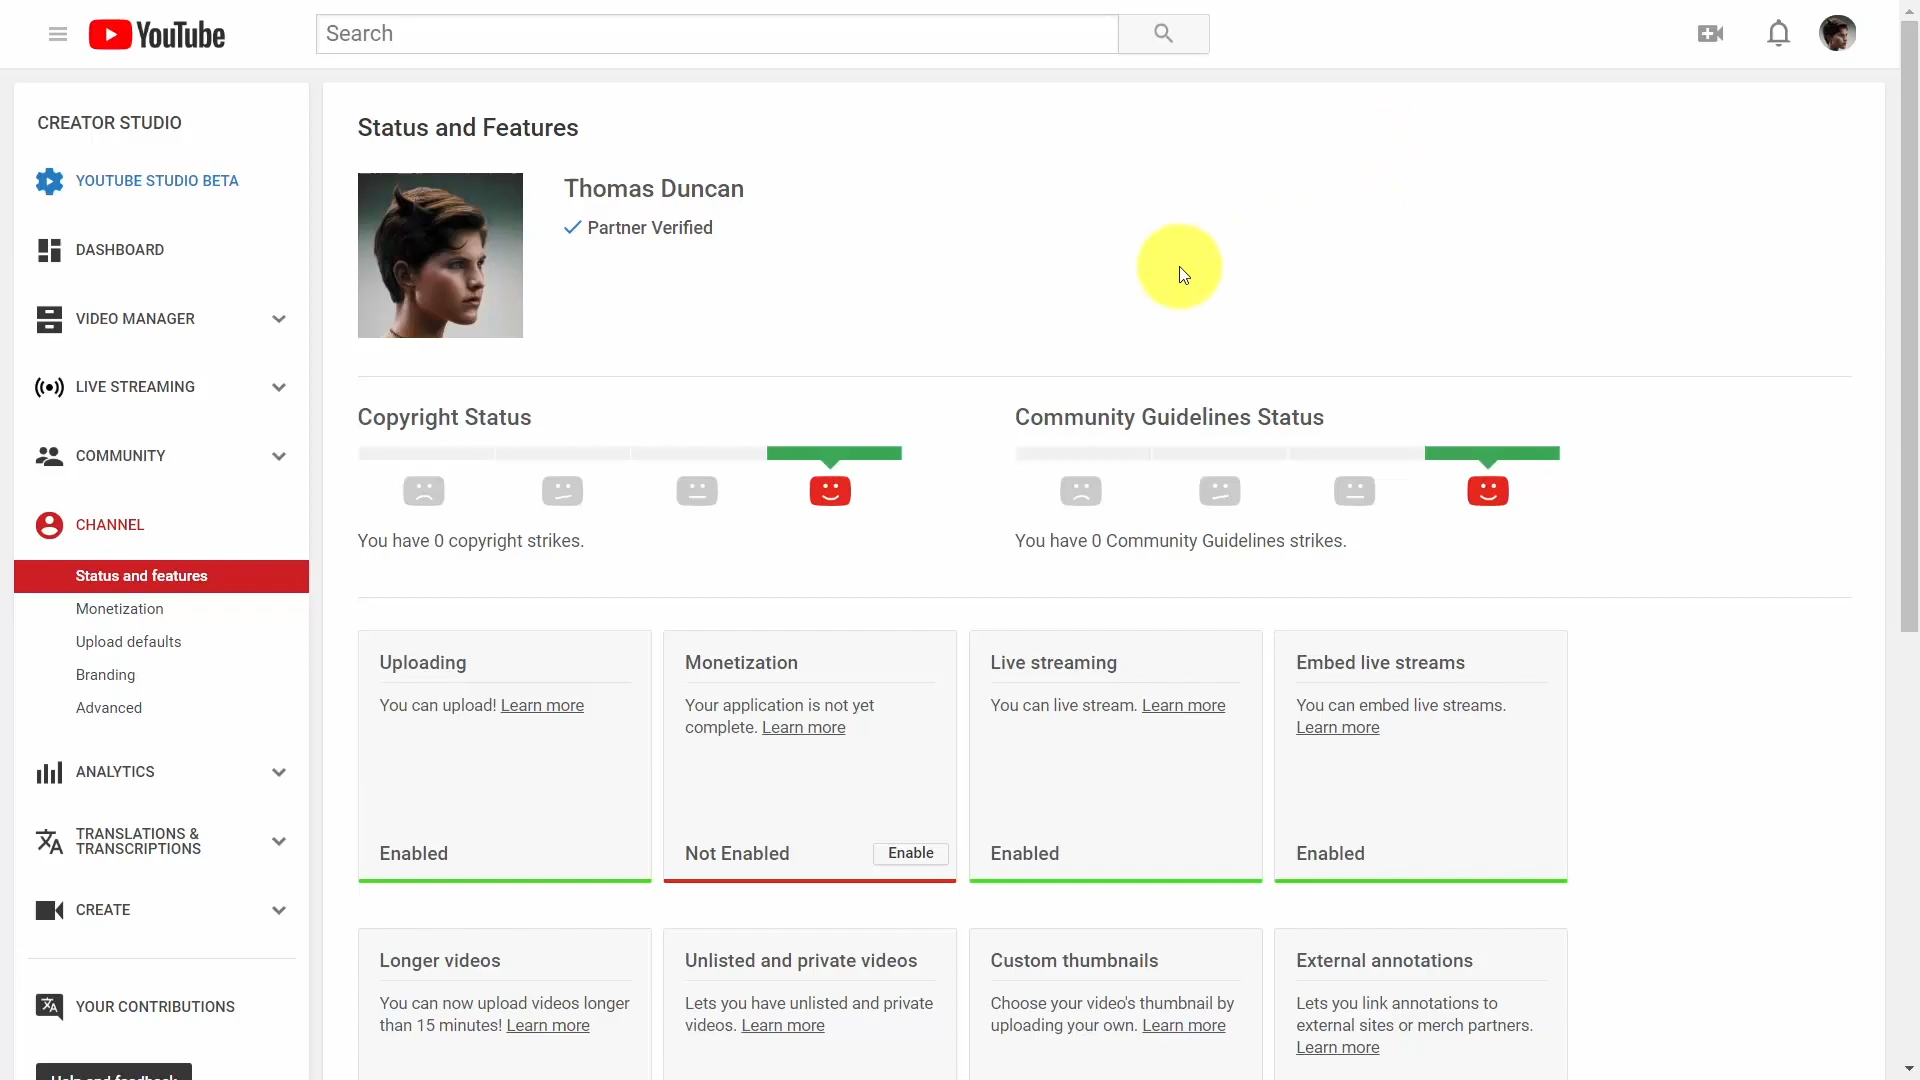 YouTube
Search
CREATOR STUDIO
YOUTUBE STUDIO BETA
DASHBOARD
VIDEO MANAGER
LIVE STREAMING
COMMUNITY
CHANNEL
Status and features
Monetization
Upload defaults
Branding
Advanced
ANALYTICS
TRANSLATIONS &
TRANSCRIPTIONS
CREATE
YOUR CONTRIBUTIONS
Help and feedback
Status and Features
Thomas Duncan
Partner Verified
Copyright Status
You have 0 copyright strikes.
Community Guidelines Status
You have 0 Community Guidelines strikes.
Uploading
You can upload! Learn more
Enabled
Monetization
Your application is not yet
complete. Learn more
Not Enabled
Enable
Live streaming
You can live stream. Learn more
Enabled
Embed live streams
You can embed live streams.
Learn more
Enabled
Longer videos
You can now upload videos longer
than 15 minutes! Learn more
Unlisted and private videos
Lets you have unlisted and private
videos. Learn more
Custom thumbnails
Choose your video's thumbnail by
uploading your own. Learn more
External annotations
Lets you link annotations to
external sites or merch partners.
Learn more